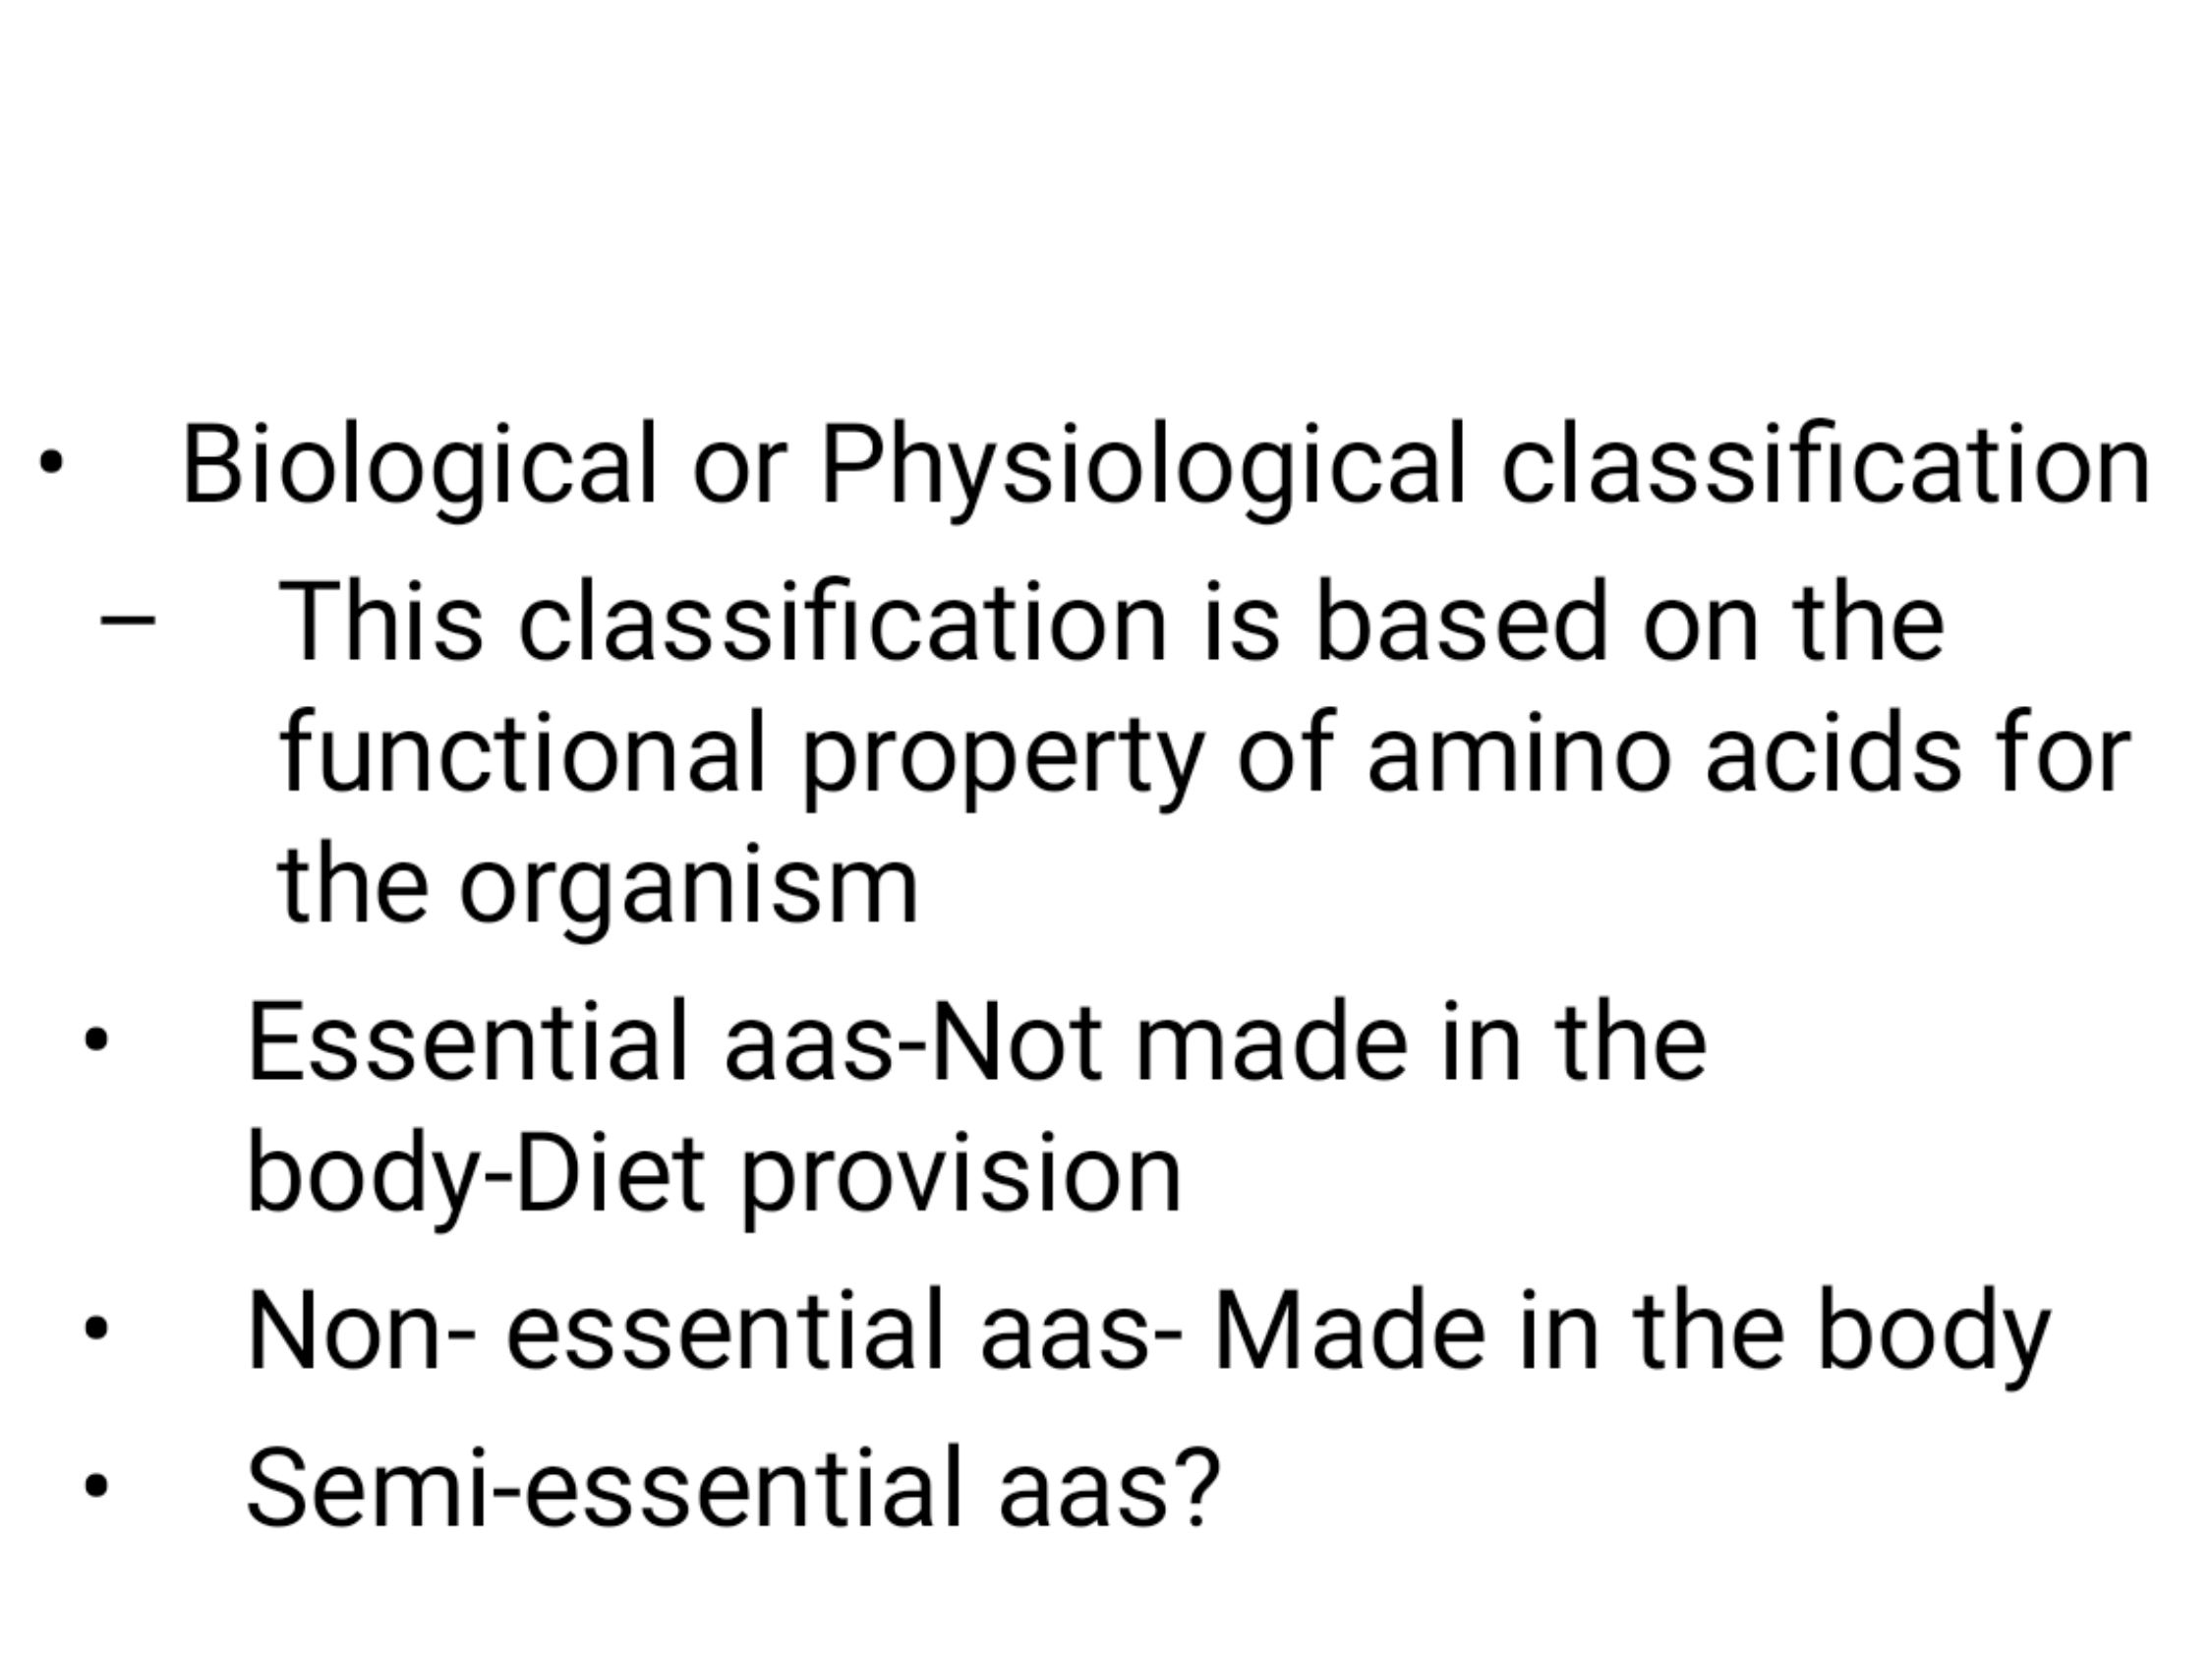 • Biological or Physiological classification
– This classification is based on the
functional property of amino acids for
the organism
• Essential aas-Not made in the
body-Diet provision
• Non- essential aas- Made in the body
• Semi-essential aas?